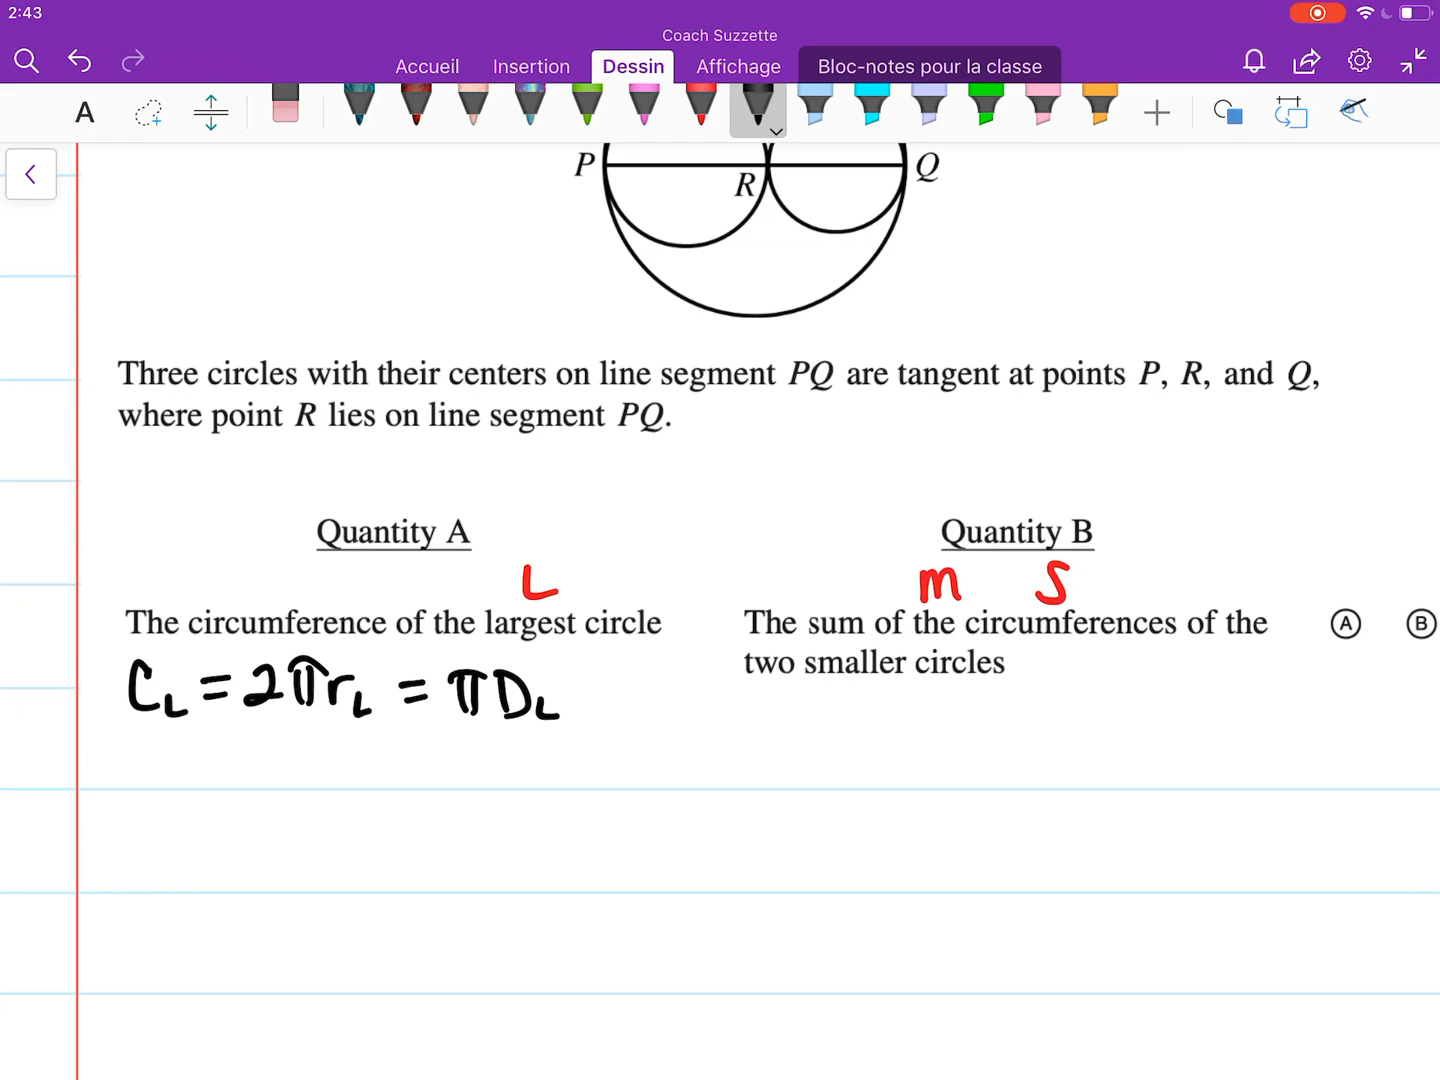 2:43
Coach Suzzette
Accueil Insertion Dessin Affichage Bloc-notes pour la classe
A
P R Q
Three circles with their centers on line segment PQ are tangent at points P, R, and Q,
where point R lies on line segment PQ.
Quantity A Quantity B
L m S
The circumference of the largest circle The sum of the circumferences of the A B
two smaller circles
C_L = 2πr_L = πD_L